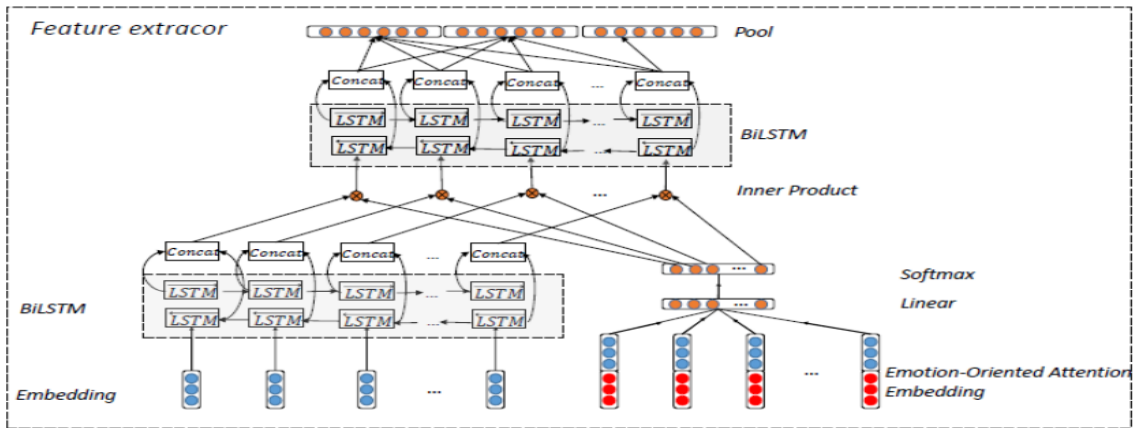 Feature extracor
Pool
Concat Concat Concat ... Concat
LSTM LSTM LSTM ... LSTM
BiLSTM
LSTM LSTM LSTM ... LSTM
Inner Product
...
Concat Concat Concat ... Concat
Softmax
...
LSTM LSTM LSTM ... LSTM
BiLSTM
Linear
...
LSTM LSTM LSTM ... LSTM
Emotion-Oriented Attention
Embedding
...
Embedding
...